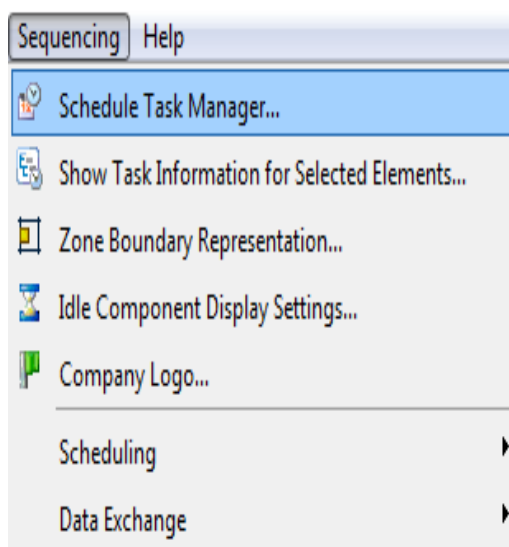 Sequencing Help
Schedule Task Manager...
Show Task Information for Selected Elements...
Zone Boundary Representation...
Idle Component Display Settings...
Company Logo...
Scheduling
Data Exchange